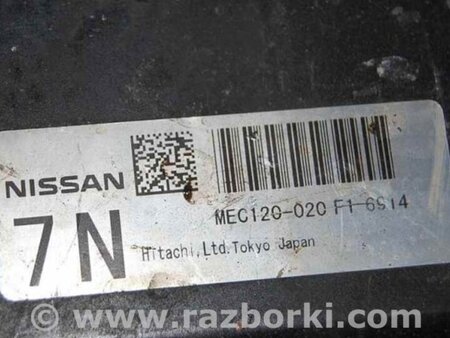 NISSAN
MEC120-020 F1 6914
7N
Hitachi,Ltd.Tokyo Japan
© www.razborki.com